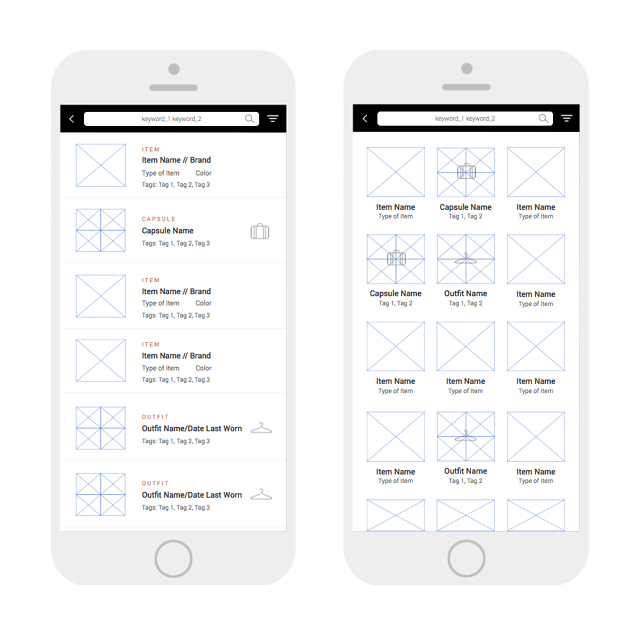 keyword_1 keyword_2
ITEM
Item Name // Brand
Type of Item Color
Tags: Tag 1, Tag 2, Tag 3
CAPSULE
Capsule Name
Tags: Tag 1, Tag 2, Tag 3
ITEM
Item Name // Brand
Type of Item Color
Tags: Tag 1, Tag 2, Tag 3
ITEM
Item Name // Brand
Type of Item Color
Tags: Tag 1, Tag 2, Tag 3
OUTFIT
Outfit Name/Date Last Worn
Tags: Tag 1, Tag 2, Tag 3
OUTFIT
Outfit Name/Date Last Worn
Tags: Tag 1, Tag 2, Tag 3
keyword_1 keyword_2
Item Name Capsule Name Item Name
Type of Item Tag 1, Tag 2 Type of Item
Capsule Name Outfit Name Item Name
Tag 1, Tag 2 Tag 1, Tag 2 Type of Item
Item Name Item Name Item Name
Type of Item Type of Item Type of Item
Item Name Outfit Name Item Name
Type of Item Tag 1, Tag 2 Type of Item